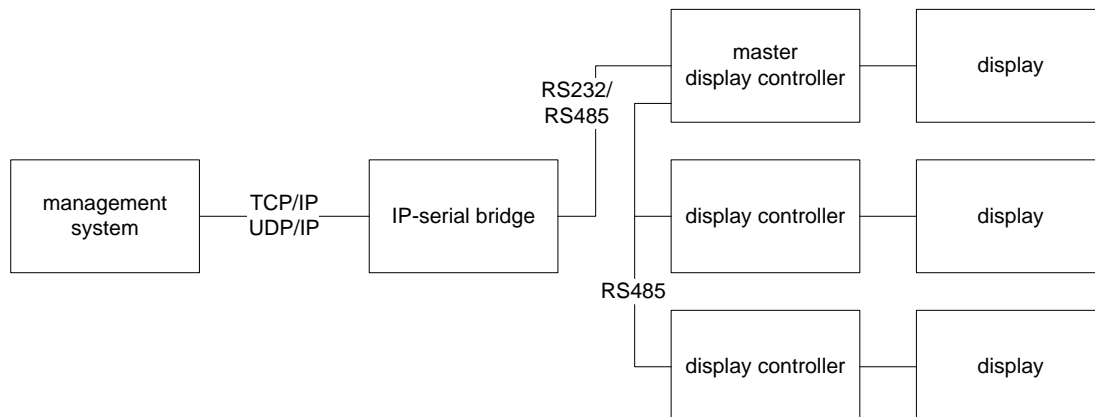 master
display controller
display
RS232/
RS485
management
system
TCP/IP
UDP/IP
IP-serial bridge
display controller
display
RS485
display controller
display